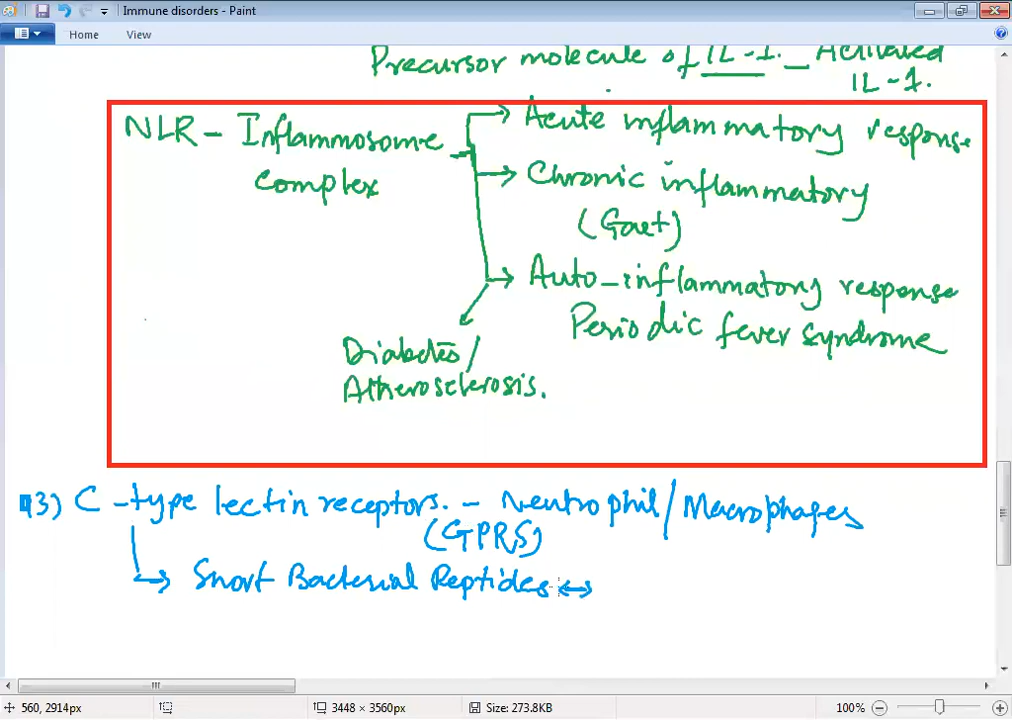 Immune disorders - Paint
Home View
Precursor molecule of IL-1. _ Activated
IL-1.
NLR - Inflammosome
complex
Acute inflammatory response
Chronic inflammatory
(Gout)
Auto-inflammatory response
Periodic fever syndrome
Diabetes /
Atherosclerosis.
3) C-type lectin receptors. - Neutrophil/Macrophages
(GPRS)
Short Bacterial Peptides
560, 2914px 3448 × 3560px Size: 273.8KB 100%